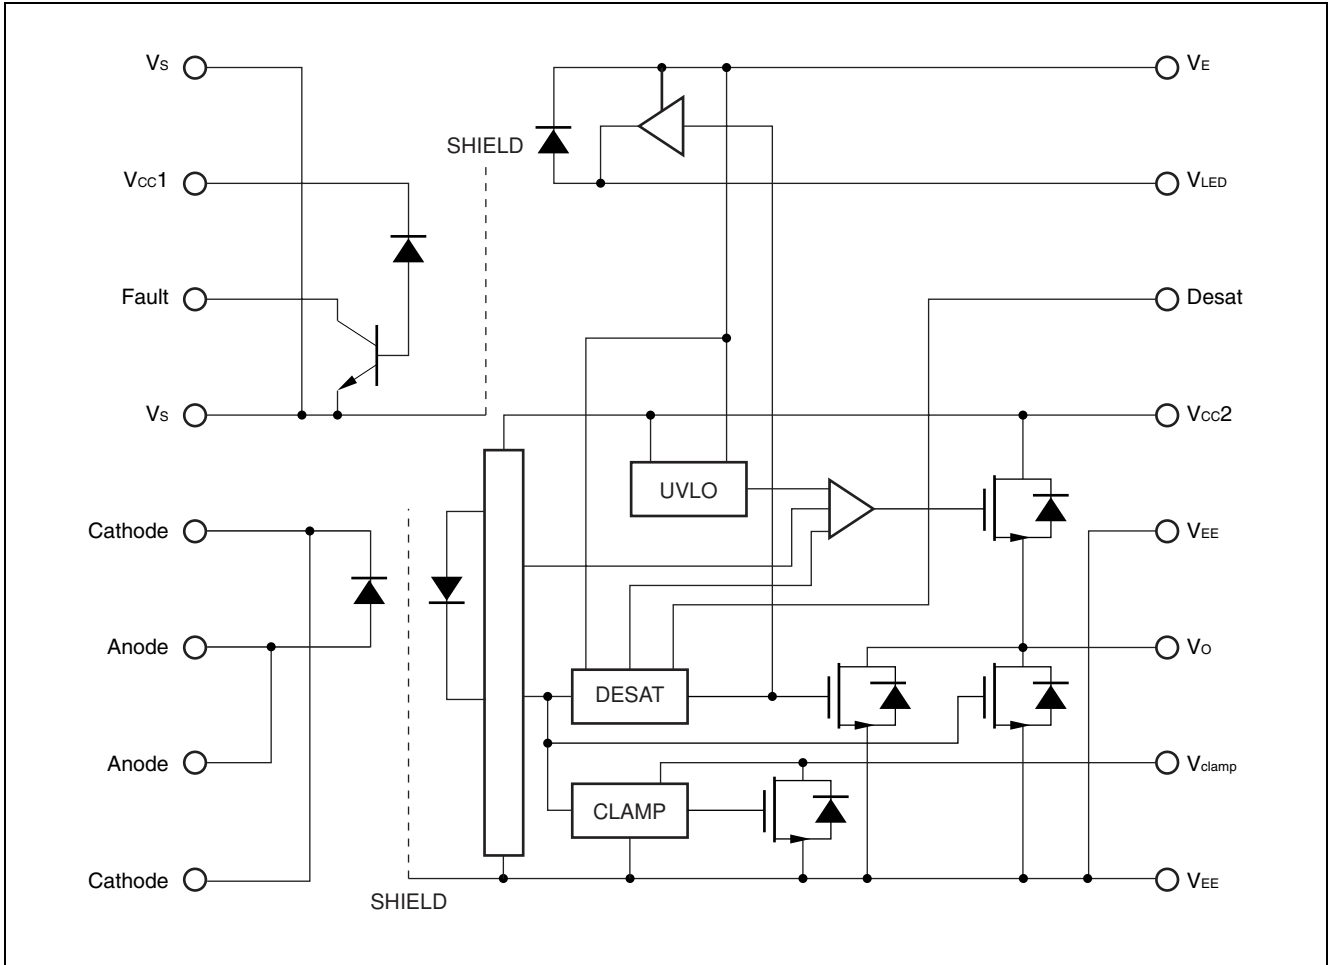 VS
VE
SHIELD
VCC1
VLED
Fault
Desat
VS
VCC2
UVLO
Cathode
VEE
Anode
VO
DESAT
Anode
Vclamp
CLAMP
Cathode
VEE
SHIELD